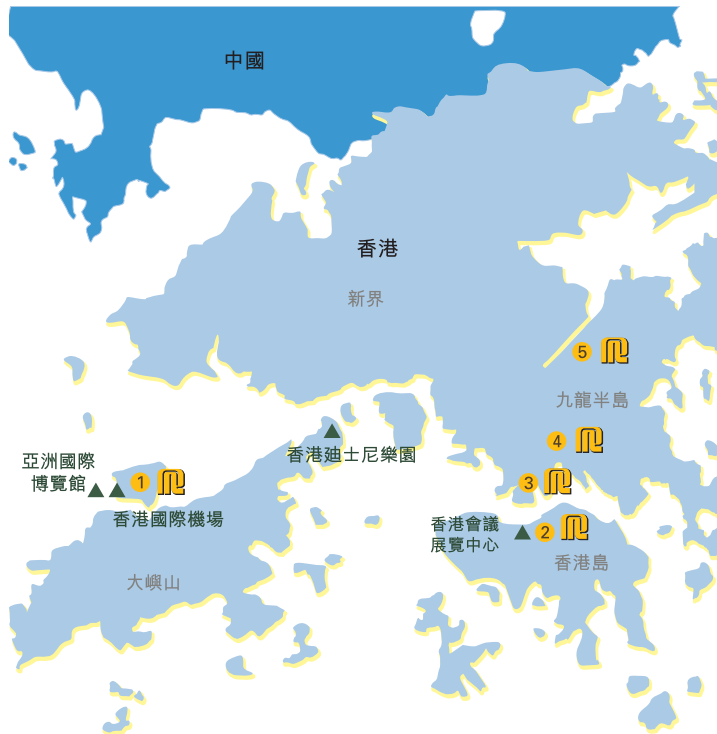 中國
香港
新界
5
九龍半島
4
香港廸士尼樂園
亞洲國際
博覽館
1
3
香港國際機場
香港會議
展覽中心
2
香港島
大嶼山